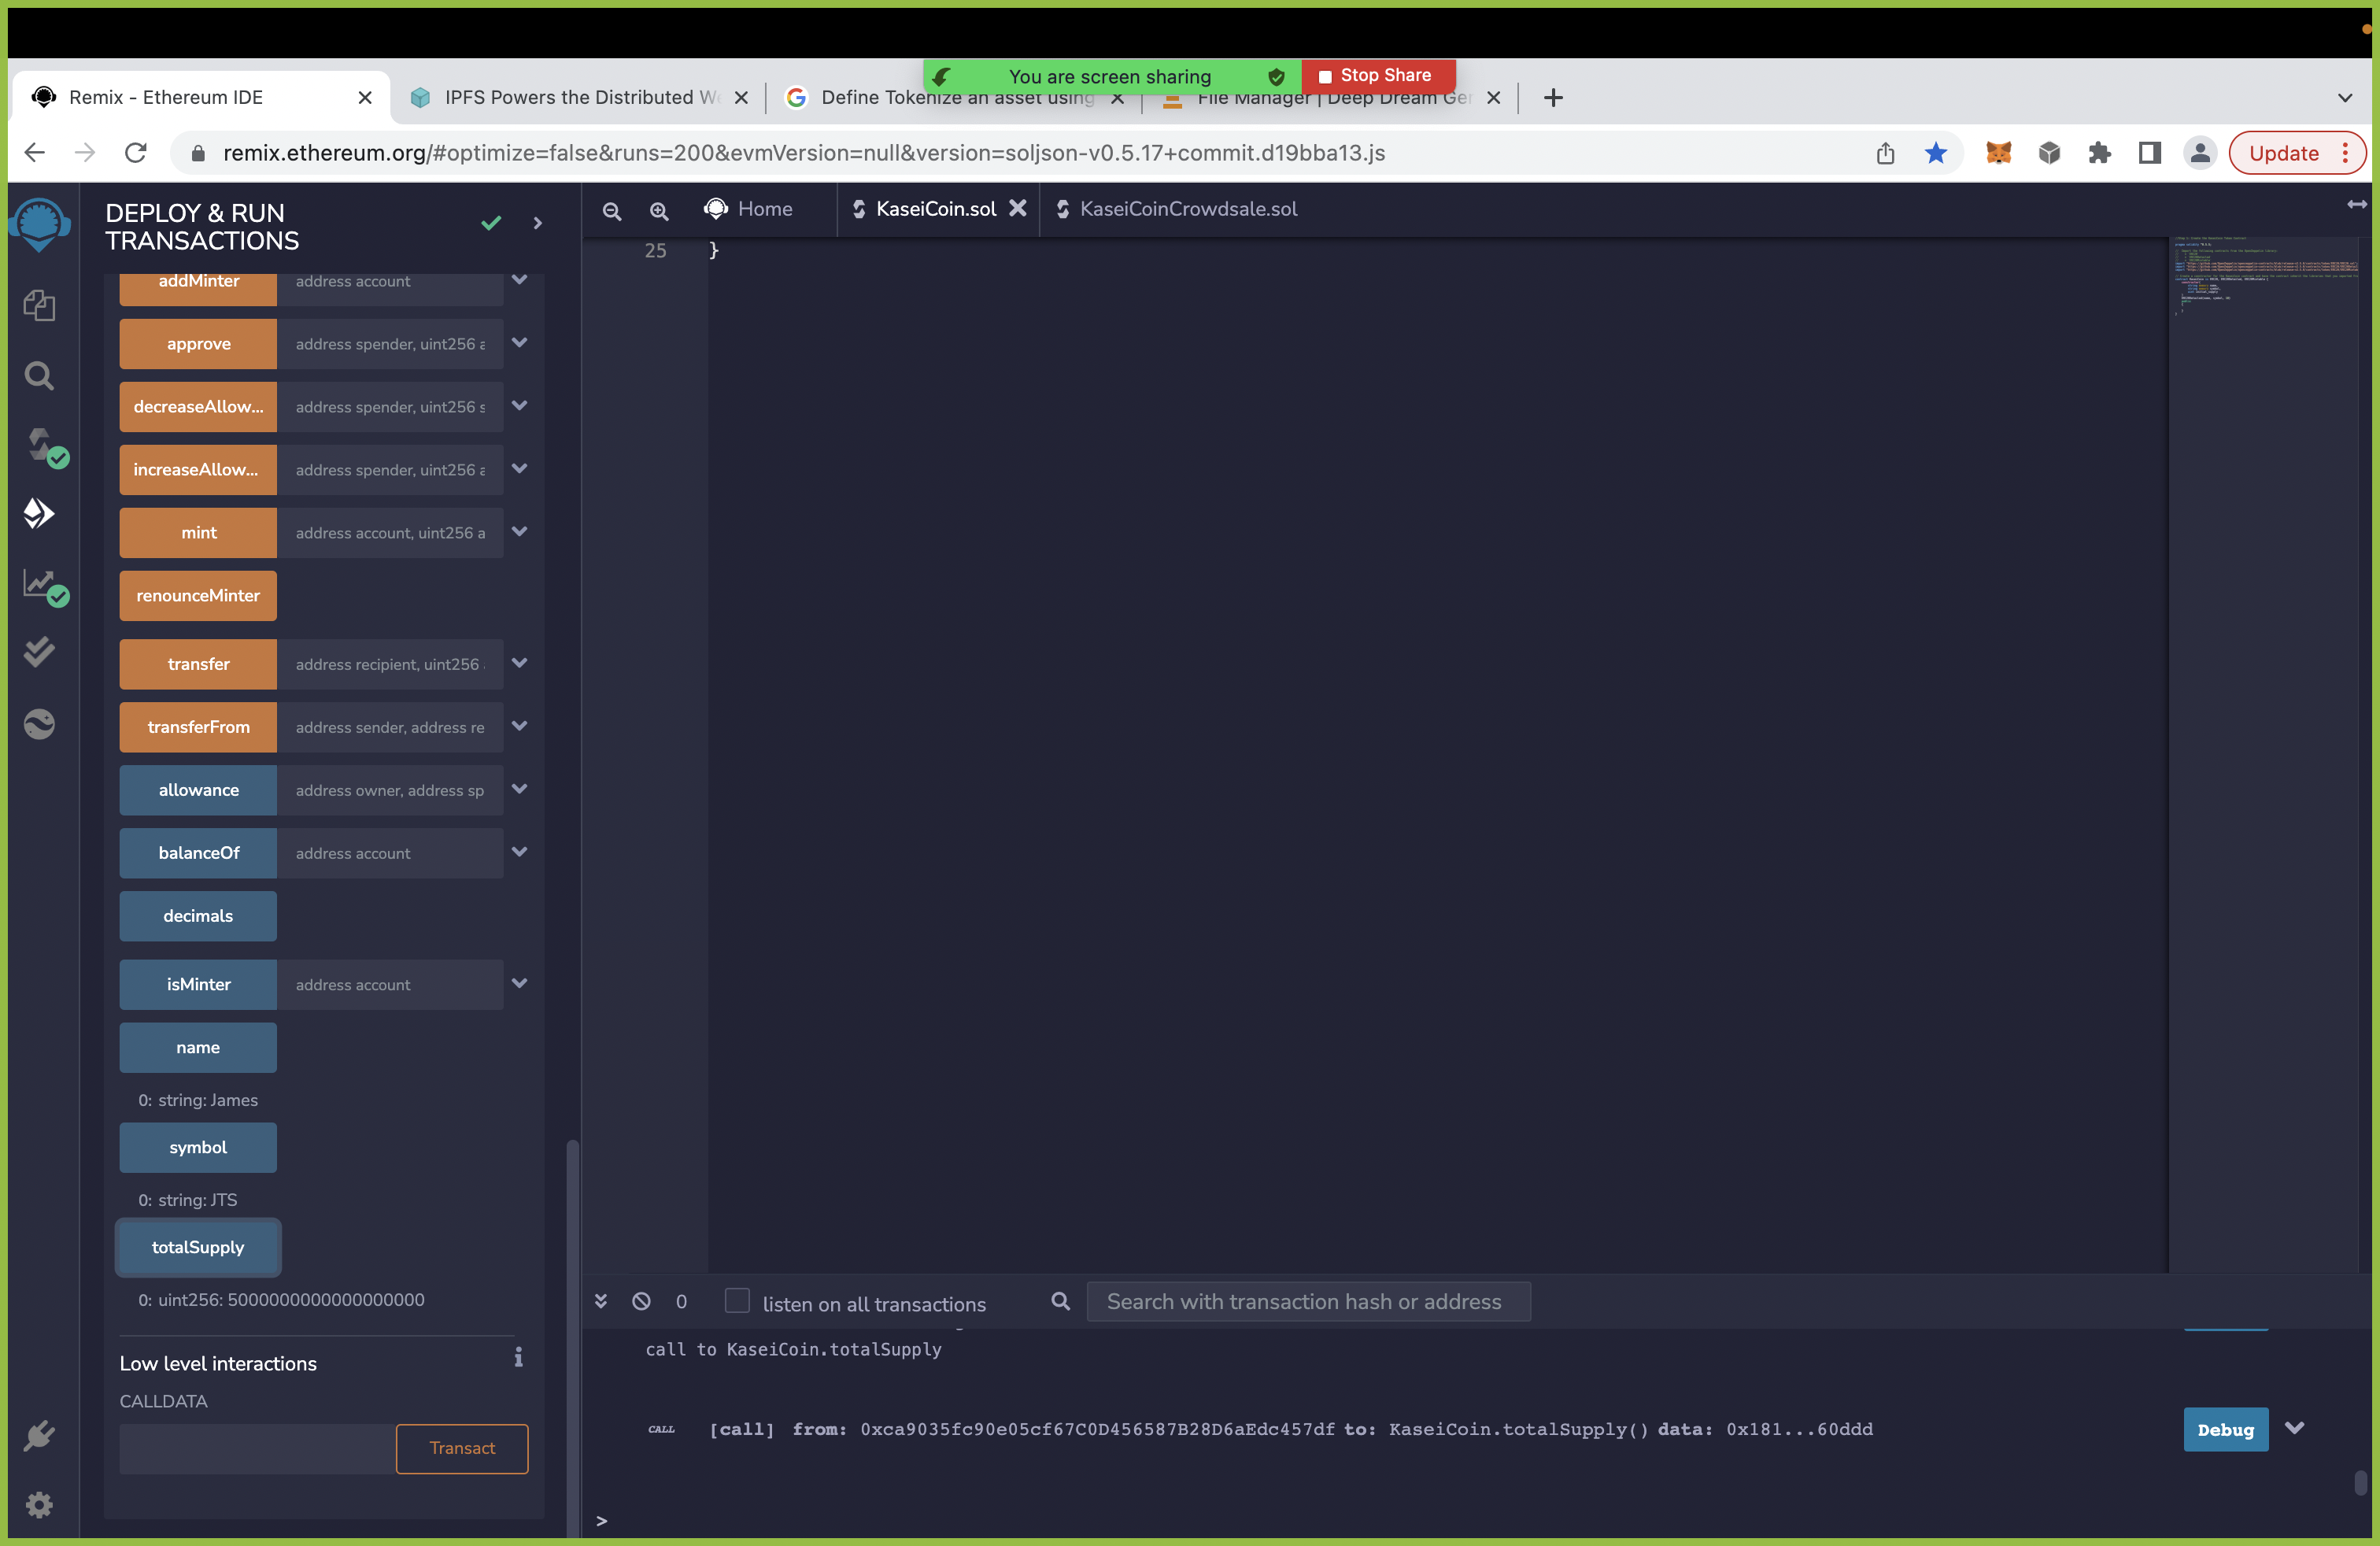 You are screen sharing
Stop Share
Remix - Ethereum IDE
IPFS Powers the Distributed We
Define Tokenize an asset using
File Manager | Deep Dream Ger
remix.ethereum.org/#optimize=false&runs=200&evmVersion=null&version=soljson-v0.5.17+commit.d19bba13.js
Update
DEPLOY & RUN
TRANSACTIONS
Home
KaseiCoin.sol
KaseiCoinCrowdsale.sol
25 }
addMinter address account
approve address spender, uint256 a
decreaseAllow... address spender, uint256 s
increaseAllow... address spender, uint256 a
mint address account, uint256 a
renounceMinter
transfer address recipient, uint256
transferFrom address sender, address re
allowance address owner, address sp
balanceOf address account
decimals
isMinter address account
name
0: string: James
symbol
0: string: JTS
totalSupply
0: uint256: 5000000000000000000
Low level interactions
CALLDATA
Transact
0
listen on all transactions
Search with transaction hash or address
call to KaseiCoin.totalSupply
CALL [call] from: 0xca9035fc90e05cf67C0D456587B28D6aEdc457df to: KaseiCoin.totalSupply() data: 0x181...60ddd
Debug
>